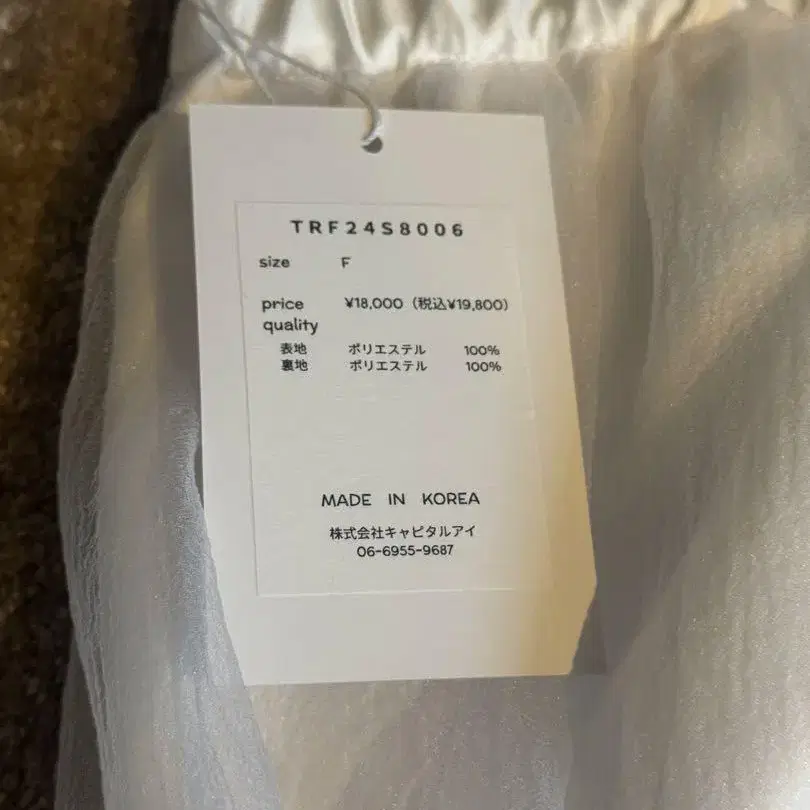 TRF24S8006
size F
price ¥18,000（税込¥19,800）
quality
表地 ポリエステル 100%
裏地 ポリエステル 100%
MADE IN KOREA
株式会社キャピタルアイ
06-6955-9687